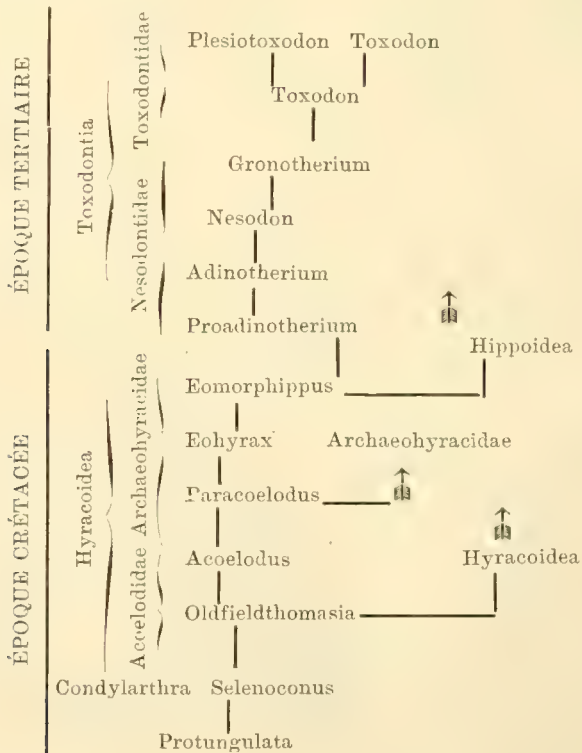 Plesiotoxodon Toxodon
Toxodon
Gronotherium
Nesodon
Adinotherium
Proadinotherium
Hippoidea
Eomorphippus
Eohyrax Archaeohyracidae
Paracoelodus
Acoelodus Hyracoidea
Oldfieldthomasia
Condylarthra Selenoconus
Protungulata
ÉPOQUE TERTIAIRE
Toxodontia
Toxodontidae
Nesodontidae
ÉPOQUE CRÉTACÉE
Hyracoidea
Archaeohyracidae
Acoelodidae